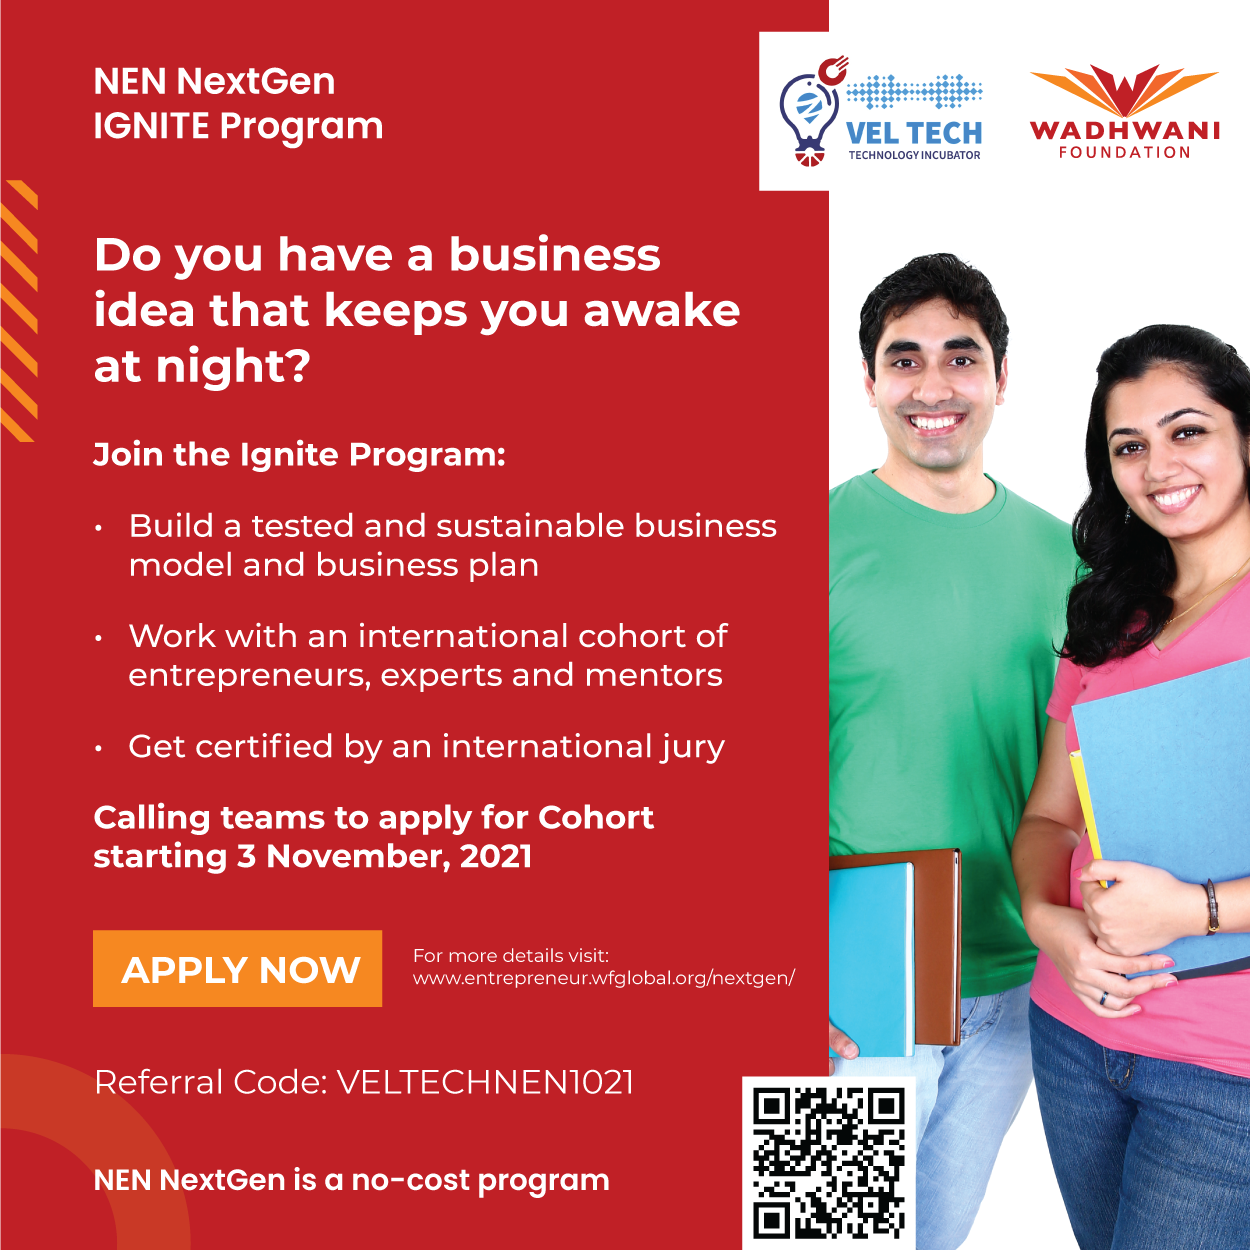 NEN NextGen
IGNITE Program
VEL TECH
TECHNOLOGY INCUBATOR
WADHWANI
FOUNDATION
Do you have a business
idea that keeps you awake
at night?
Join the Ignite Program:
• Build a tested and sustainable business
model and business plan
• Work with an international cohort of
entrepreneurs, experts and mentors
• Get certified by an international jury
Calling teams to apply for Cohort
starting 3 November, 2021
APPLY NOW
For more details visit:
www.entrepreneur.wfglobal.org/nextgen/
Referral Code: VELTECHNEN1021
NEN NextGen is a no-cost program